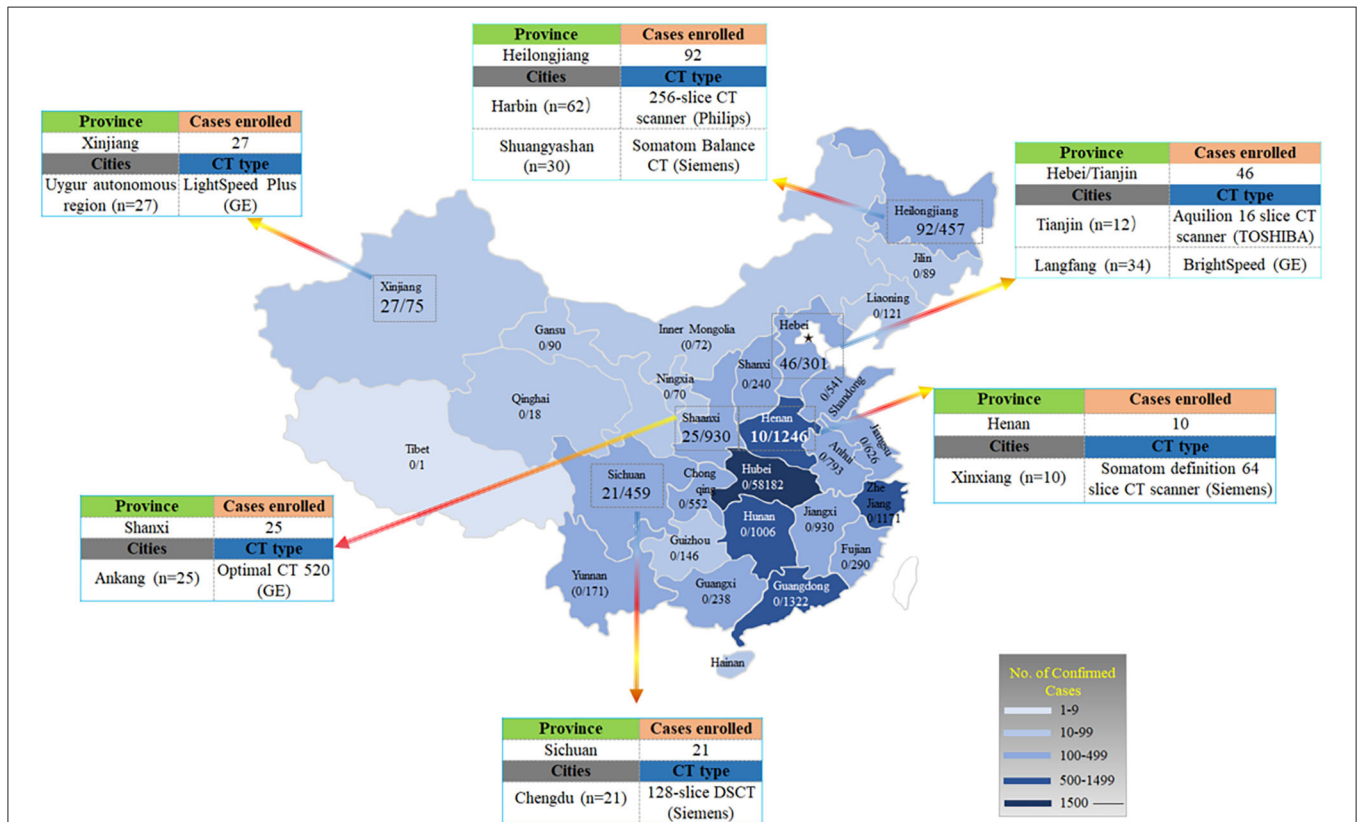 Province Cases enrolled
Heilongjiang 92
Cities CT type
Harbin (n=62) 256-slice CT
scanner (Philips)
Shuangyashan Somatom Balance
(n=30) CT (Siemens)
Province Cases enrolled
Xinjiang 27
Cities CT type
Uygur autonomous LightSpeed Plus
region (n=27) (GE)
Province Cases enrolled
Hebei/Tianjin 46
Cities CT type
Tianjin (n=12) Aquilion 16 slice CT
scanner (TOSHIBA)
Langfang (n=34) BrightSpeed (GE)
Heilongjiang
92/457
Jilin
0/89
Liaoning
0/121
Xinjiang
27/75
Gansu
0/90
Inner Mongolia
(0/72)
Hebei
46/301
Shanxi
0/240
Ningxia
0/70
0/541
Shandong
Qinghai
0/18
Shaanxi
25/930
Henan
10/1246
Jiangsu
0/626
Anhui
0/793
Tibet
0/1
Sichuan
21/459
Chong
qing
0/552
Hubei
0/58182
Zhe
Jiang
0/1171
Hunan
0/1006
Jiangxi
0/930
Guizhou
0/146
Fujian
0/290
Yunnan
(0/171)
Guangxi
0/238
Guangdong
0/1322
Hainan
Province Cases enrolled
Henan 10
Cities CT type
Xinxiang (n=10) Somatom definition 64
slice CT scanner (Siemens)
Province Cases enrolled
Shanxi 25
Cities CT type
Ankang (n=25) Optimal CT 520
(GE)
Province Cases enrolled
Sichuan 21
Cities CT type
Chengdu (n=21) 128-slice DSCT
(Siemens)
No. of Confirmed
Cases
1-9
10-99
100-499
500-1499
1500 ——